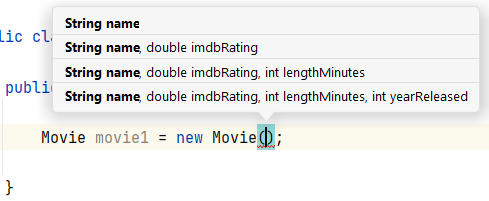 String name
String name, double imdbRating
String name, double imdbRating, int lengthMinutes
String name, double imdbRating, int lengthMinutes, int yearReleased
lic cla
public
Movie movie1 = new Movie();
}